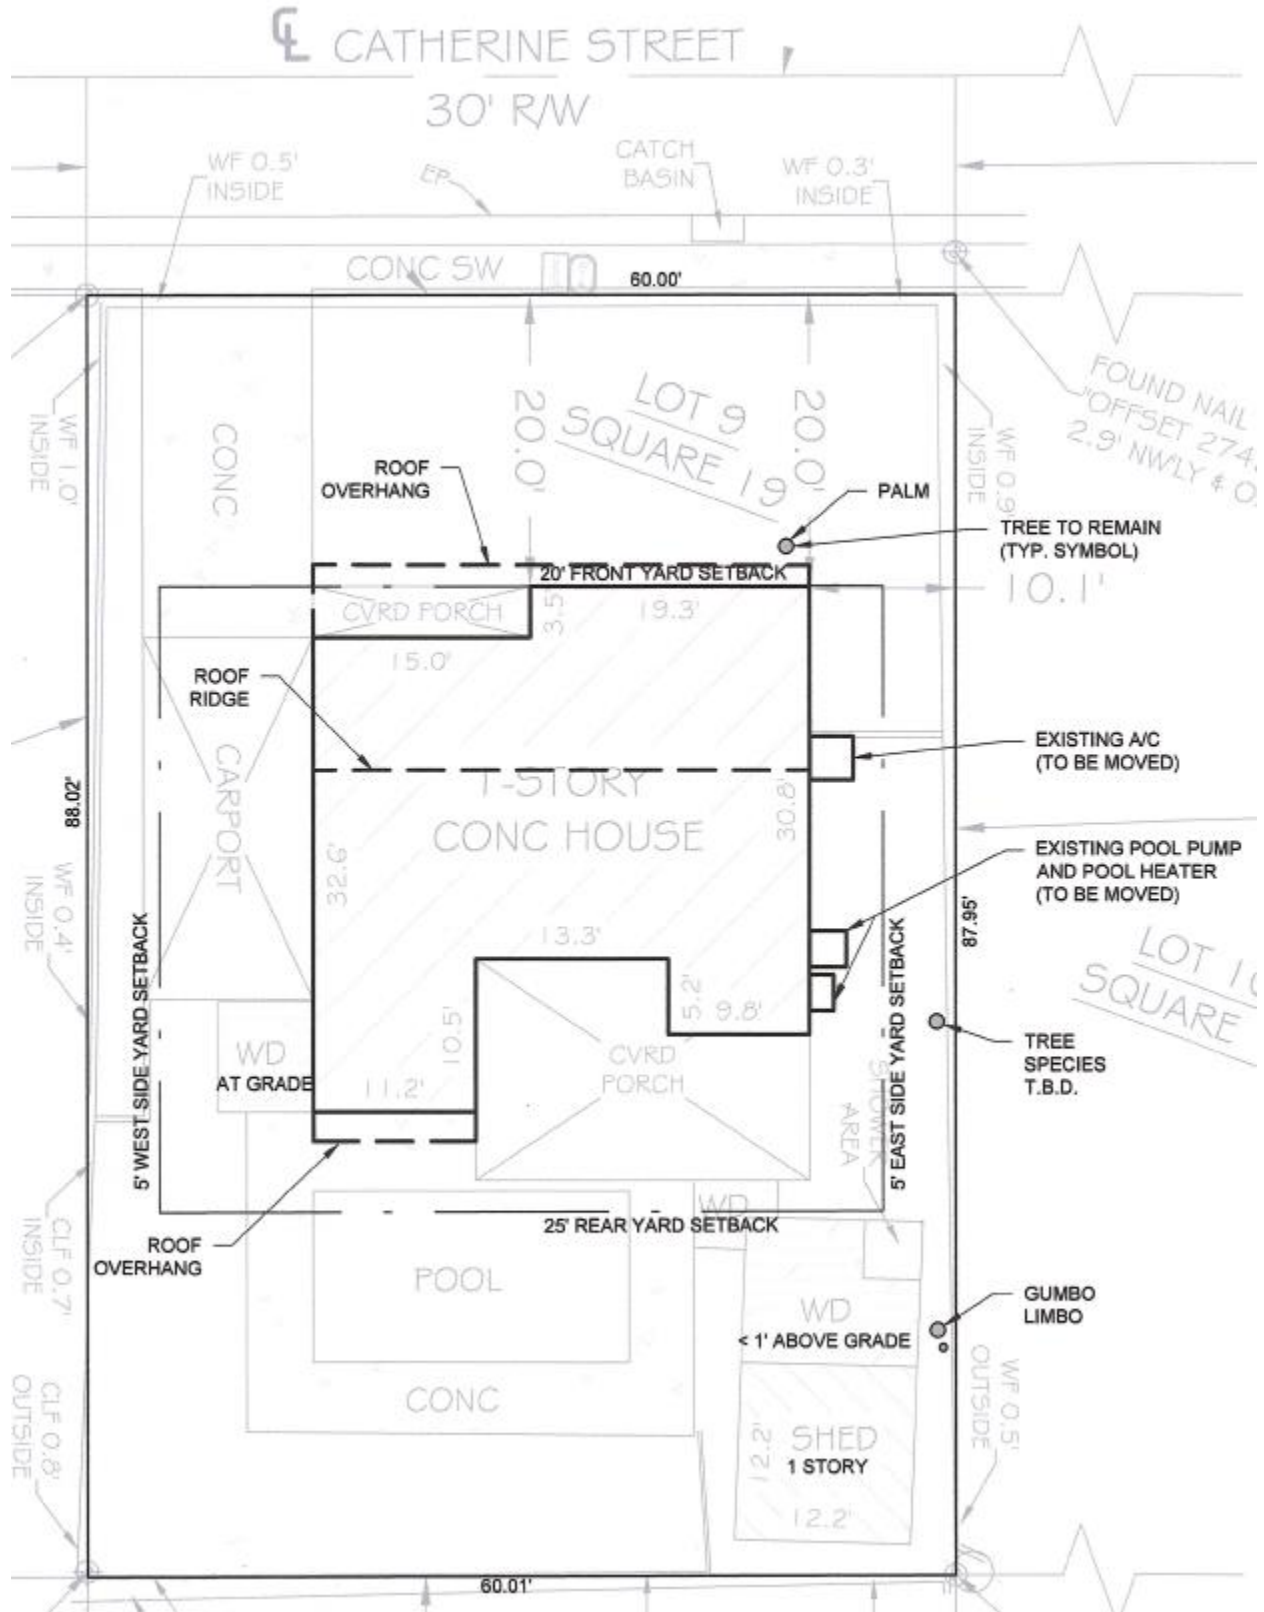 CL CATHERINE STREET
30' R/W
WF 0.5'
INSIDE
EP
CATCH
BASIN
WF 0.3'
INSIDE
CONC SW
60.00'
FOUND NAIL
"OFFSET 274.
2.9' NW'LY & O
WF 1.0'
INSIDE
CONC
20.0'
LOT 9
SQUARE 19
20.0'
WF 0.9'
INSIDE
ROOF
OVERHANG
PALM
TREE TO REMAIN
(TYP. SYMBOL)
10.1'
20' FRONT YARD SETBACK
CVRD PORCH
3.5'
19.3'
15.0'
ROOF
RIDGE
CARPORT
EXISTING A/C
(TO BE MOVED)
1-STORY
CONC HOUSE
30.8'
88.02'
32.6'
EXISTING POOL PUMP
AND POOL HEATER
(TO BE MOVED)
WF 0.4'
INSIDE
13.3'
87.95'
5' WEST SIDE YARD SETBACK
5' EAST SIDE YARD SETBACK
LOT 10
SQUARE
5.2'
9.8'
10.5'
WD
AT GRADE
CVRD
PORCH
11.2'
TREE
SPECIES
T.B.D.
SHOWER
AREA
CLF 0.7'
INSIDE
ROOF
OVERHANG
WD
25' REAR YARD SETBACK
POOL
WD
< 1' ABOVE GRADE
GUMBO
LIMBO
CONC
CLF 0.8'
OUTSIDE
WF 0.5'
OUTSIDE
12.2'
SHED
1 STORY
12.2'
60.01'